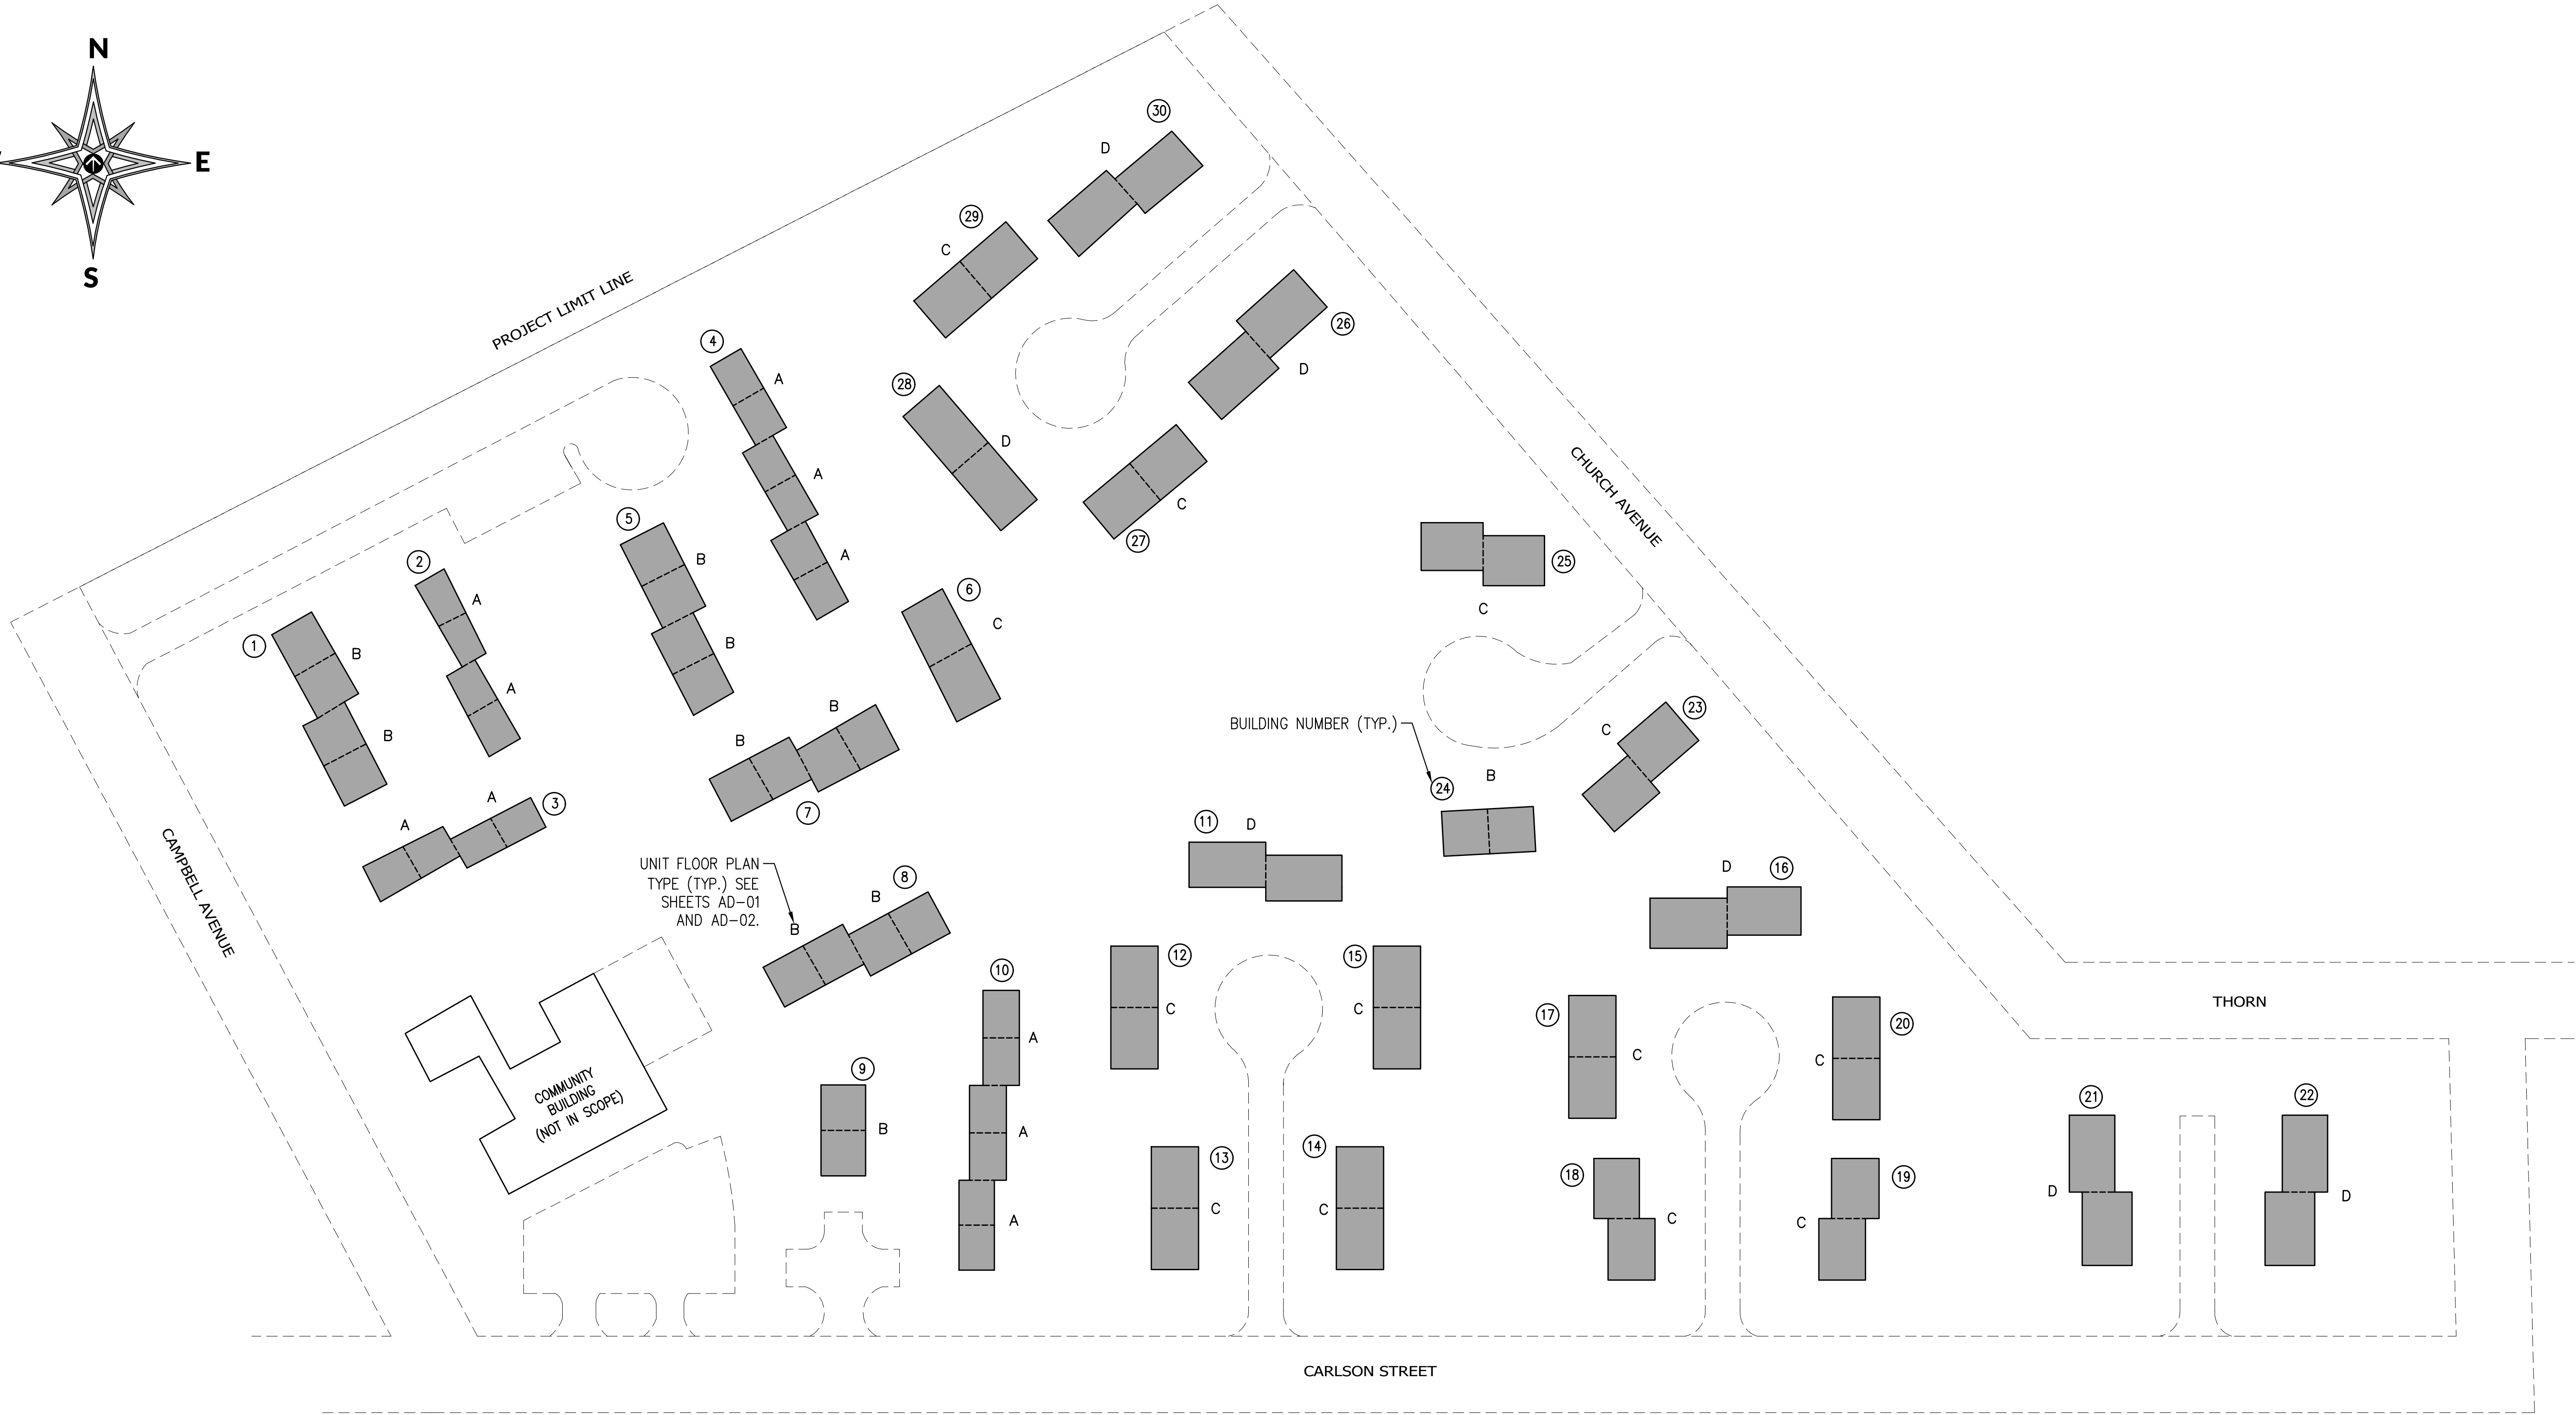 N
E
S
30
D
29
C
PROJECT LIMIT LINE
26
D
4
A
28
D
A
C
27
CHURCH AVENUE
5
B
A
25
2
A
6
C
C
1
B
B
A
B
23
C
B
B
BUILDING NUMBER (TYP.)
B
24
A
3
A
7
11
D
CAMPBELL AVENUE
UNIT FLOOR PLAN
TYPE (TYP.) SEE
SHEETS AD-01
AND AD-02.
B
B
8
D
16
10
12
C
15
C
THORN
A
17
C
20
C
COMMUNITY
BUILDING
(NOT IN SCOPE)
9
B
A
21
22
A
13
C
14
C
18
C
19
C
D
D
CARLSON STREET